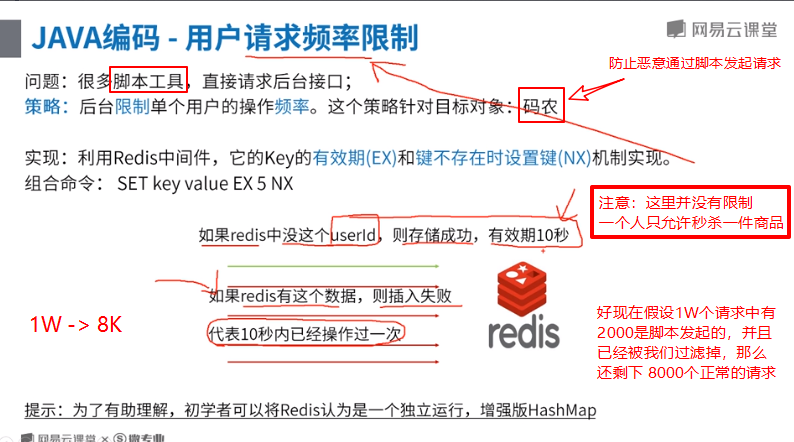 JAVA编码 - 用户请求频率限制
网易云课堂
防止恶意通过脚本发起请求
问题：很多脚本工具，直接请求后台接口；
策略：后台限制单个用户的操作频率。这个策略针对目标对象：码农
实现：利用Redis中间件，它的Key的有效期(EX)和键不存在时设置键(NX)机制实现。
组合命令： SET key value EX 5 NX
注意：这里并没有限制
一个人只允许秒杀一件商品
如果redis中没这个userId，则存储成功，有效期10秒
如果redis有这个数据，则插入失败
代表10秒内已经操作过一次
1W -> 8K
redis
好现在假设1W个请求中有
2000是脚本发起的，并且
已经被我们过滤掉，那么
还剩下 8000个正常的请求
提示：为了有助理解，初学者可以将Redis认为是一个独立运行，增强版HashMap
网易云课堂 × 微专业